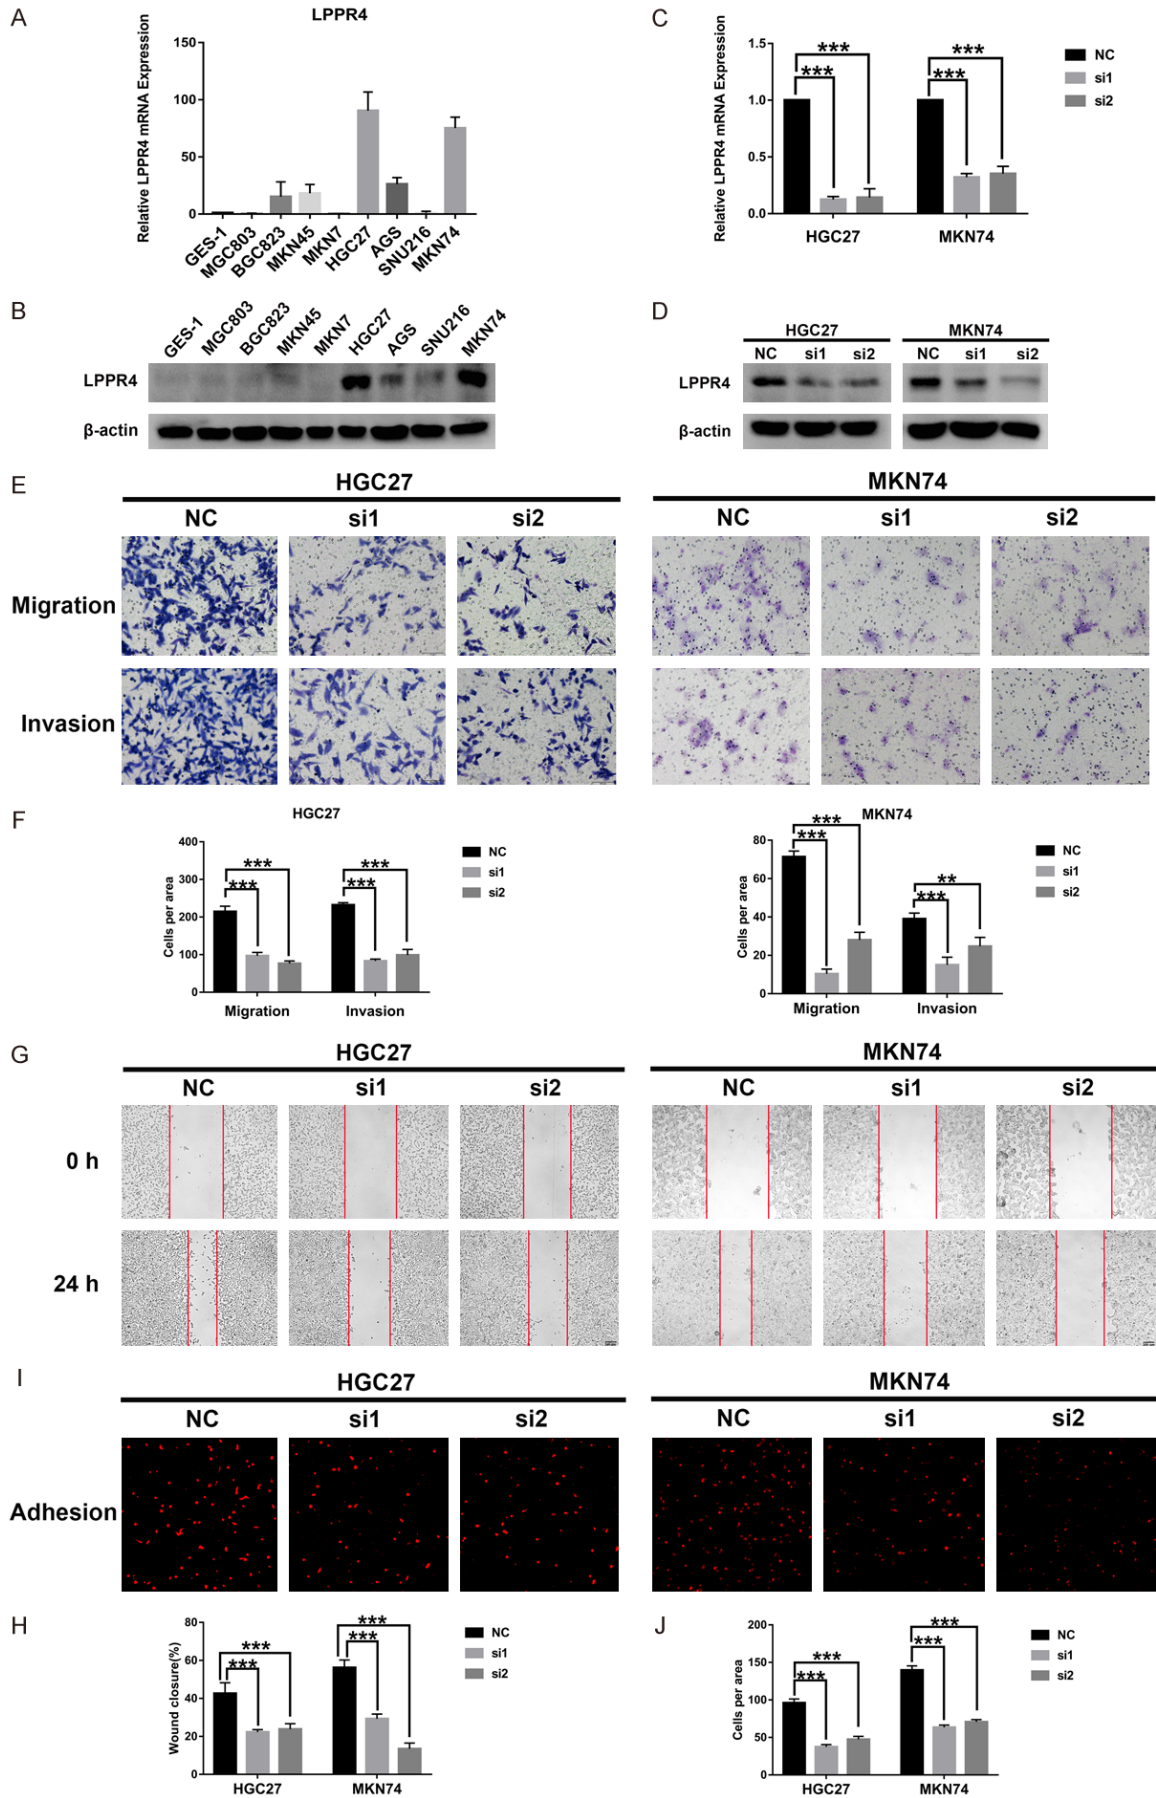 A
LPPR4
Relative LPPR4 mRNA Expression
150
100
50
0
GES-1
MGC803
BGC823
MKN45
MKN7
HGC27
AGS
SNU216
MKN74
C
Relative LPPR4 mRNA Expression
1.5
1.0
0.5
0.0
***
***
***
***
HGC27
MKN74
NC
si1
si2
B
GES-1
MGC803
BGC823
MKN45
MKN7
HGC27
AGS
SNU216
MKN74
LPPR4
β-actin
D
HGC27
MKN74
NC si1 si2
NC si1 si2
LPPR4
β-actin
E
HGC27
MKN74
NC si1 si2
NC si1 si2
Migration
Invasion
F
HGC27
Cells per area
400
300
200
100
0
***
***
***
***
Migration
Invasion
NC
si1
si2
MKN74
Cells per area
80
60
40
20
0
***
***
**
***
Migration
Invasion
NC
si1
si2
G
HGC27
MKN74
NC si1 si2
NC si1 si2
0 h
24 h
I
HGC27
MKN74
NC si1 si2
NC si1 si2
Adhesion
H
Wound closure(%)
80
60
40
20
0
***
***
***
***
HGC27
MKN74
NC
si1
si2
J
Cells per area
200
150
100
50
0
***
***
***
***
HGC27
MKN74
NC
si1
si2